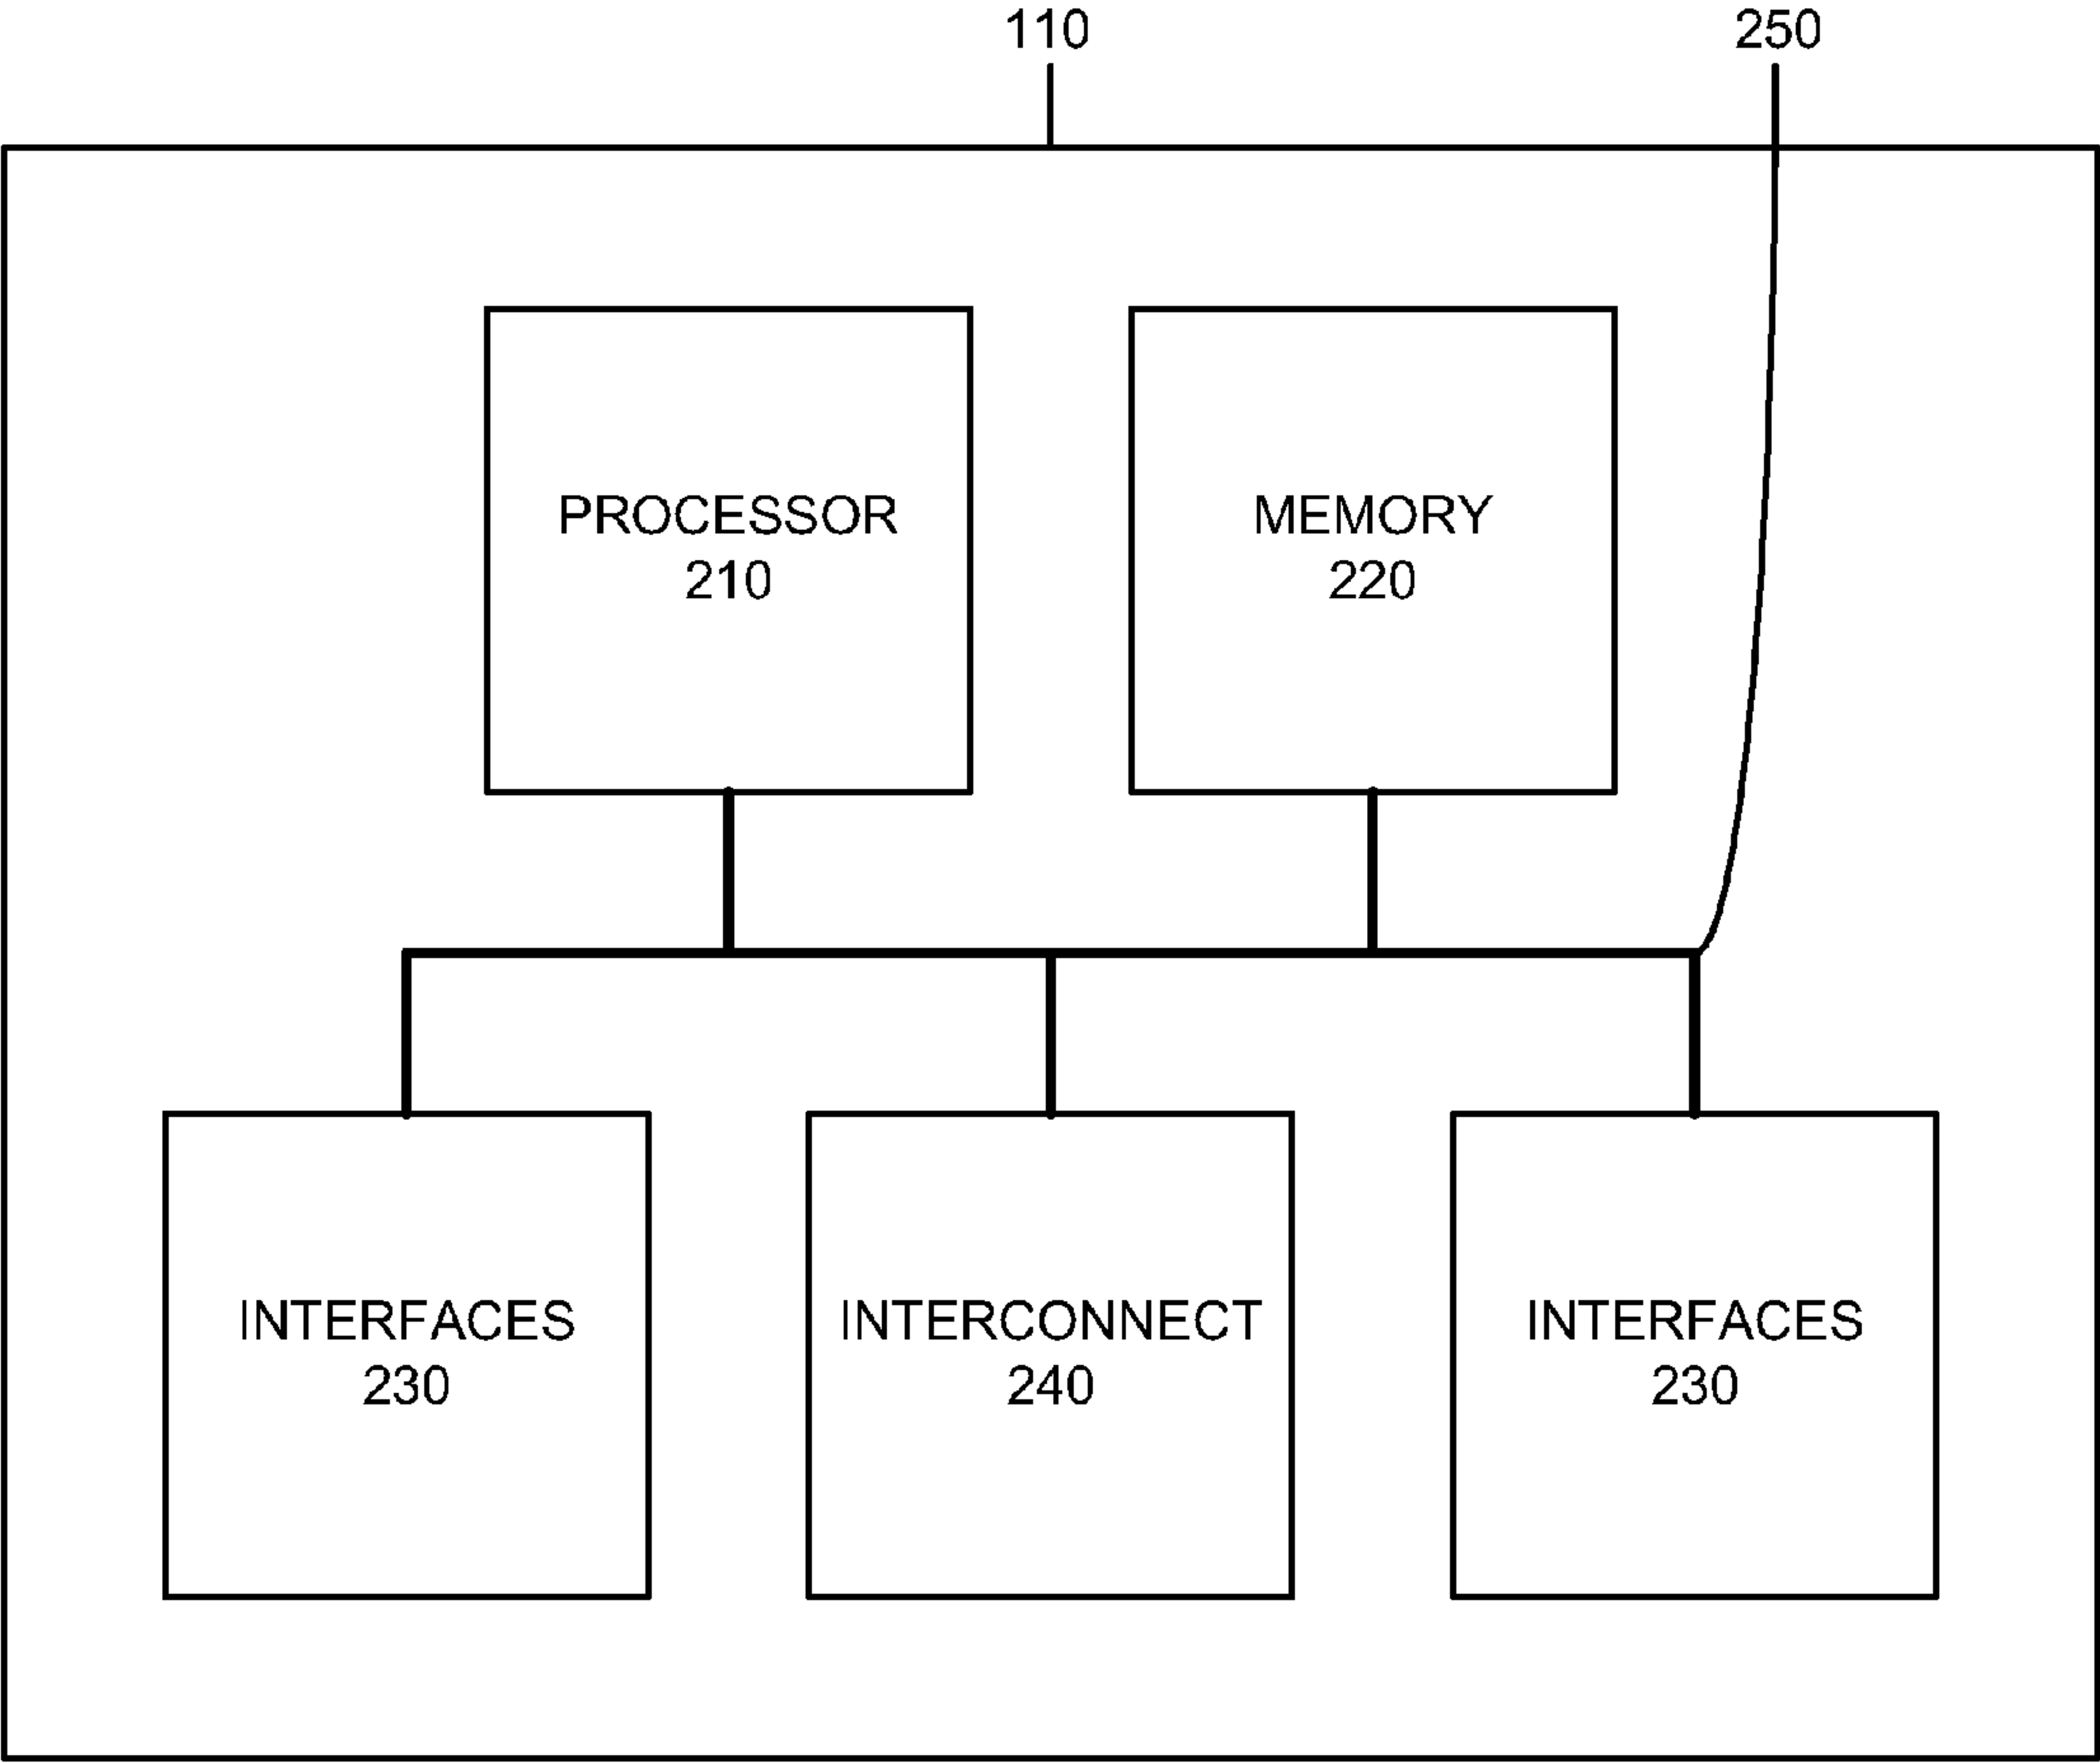 110
250
PROCESSOR
210
MEMORY
220
INTERFACES
230
INTERCONNECT
240
INTERFACES
230